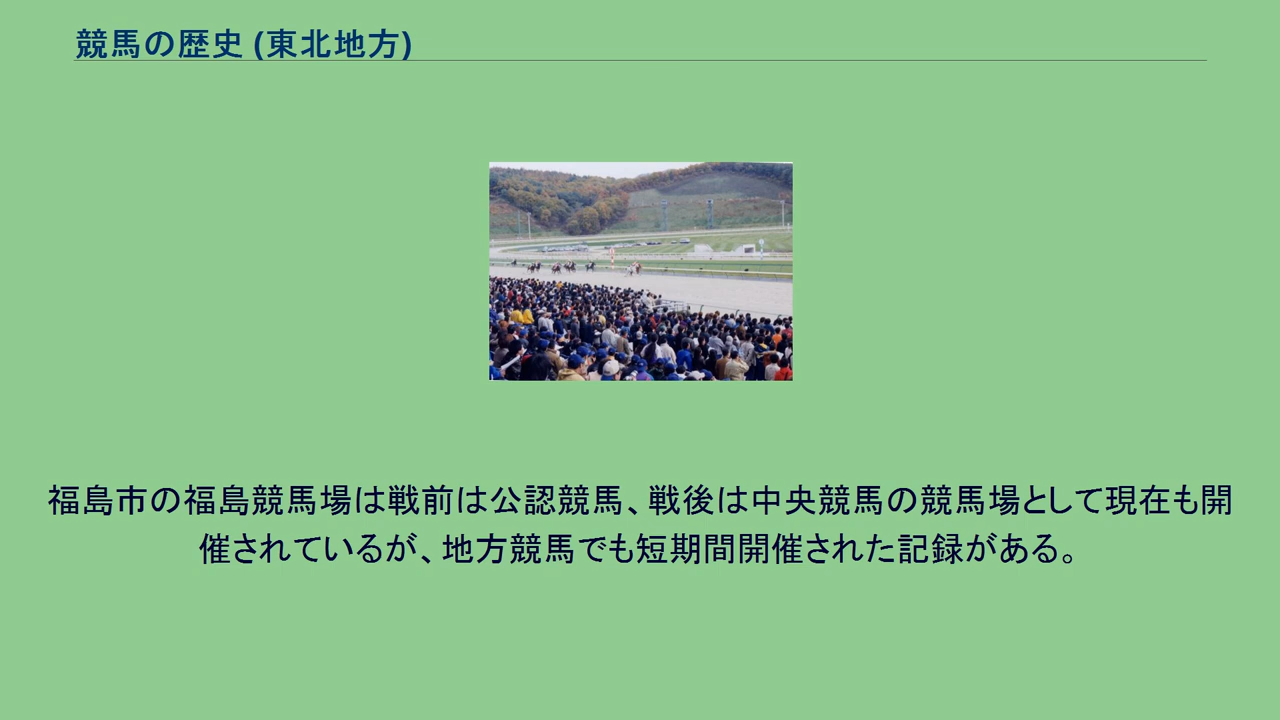 競馬の歴史 (東北地方)
福島市の福島競馬場は戦前は公認競馬、戦後は中央競馬の競馬場として現在も開
催されているが、地方競馬でも短期間開催された記録がある。